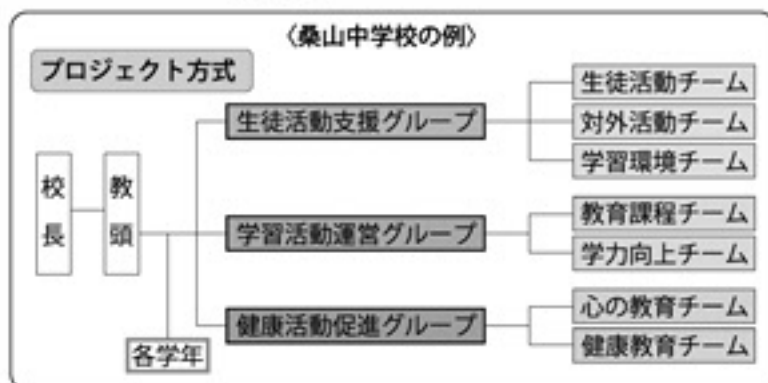 〈桑山中学校の例〉
プロジェクト方式
校長
教頭
各学年
生徒活動支援グループ
生徒活動チーム
対外活動チーム
学習環境チーム
学習活動運営グループ
教育課程チーム
学力向上チーム
健康活動促進グループ
心の教育チーム
健康教育チーム